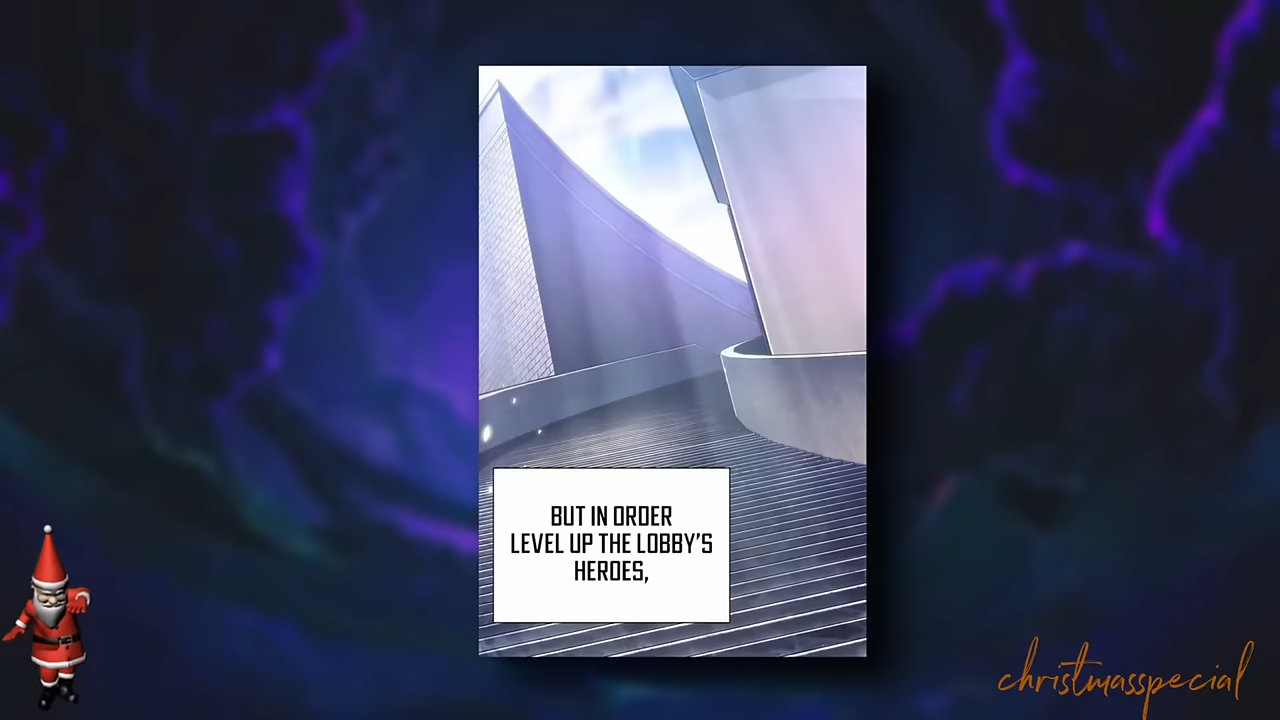 BUT IN ORDER
LEVEL UP THE LOBBY'S
HEROES,
christmasspecial